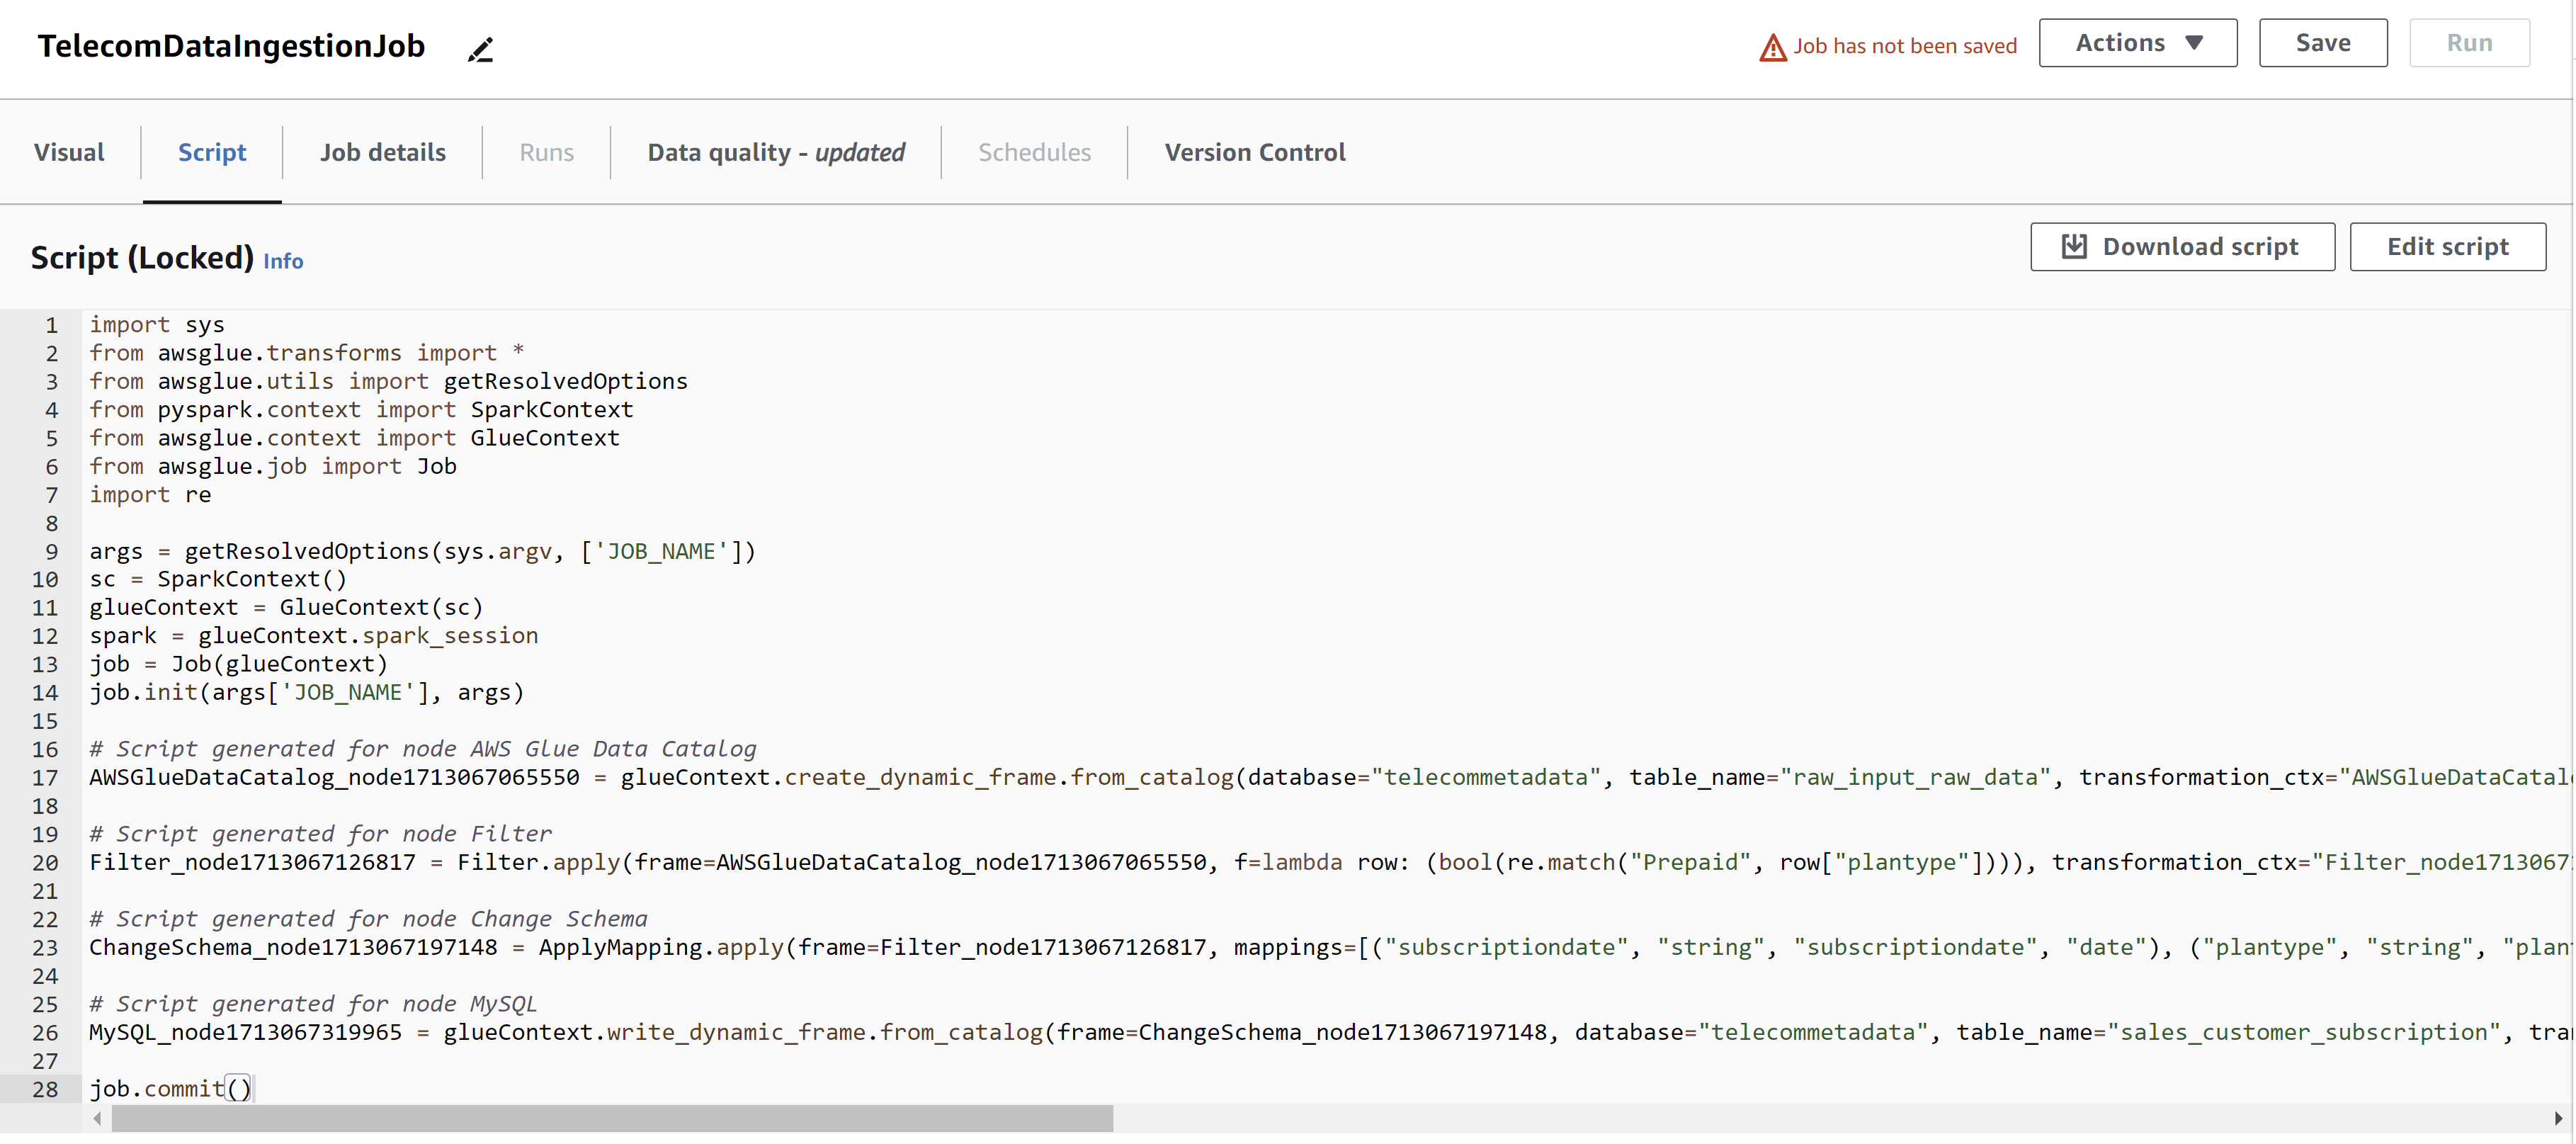 TelecomDataIngestionJob
Job has not been saved
Actions
Save
Run
Visual
Script
Job details
Runs
Data quality - updated
Schedules
Version Control
Script (Locked) Info
Download script
Edit script
1 import sys
2 from awsglue.transforms import *
3 from awsglue.utils import getResolvedOptions
4 from pyspark.context import SparkContext
5 from awsglue.context import GlueContext
6 from awsglue.job import Job
7 import re
8
9 args = getResolvedOptions(sys.argv, ['JOB_NAME'])
10 sc = SparkContext()
11 glueContext = GlueContext(sc)
12 spark = glueContext.spark_session
13 job = Job(glueContext)
14 job.init(args['JOB_NAME'], args)
15
16 # Script generated for node AWS Glue Data Catalog
17 AWSGlueDataCatalog_node1713067065550 = glueContext.create_dynamic_frame.from_catalog(database="telecommetadata", table_name="raw_input_raw_data", transformation_ctx="AWSGlueDataCatal
18
19 # Script generated for node Filter
20 Filter_node1713067126817 = Filter.apply(frame=AWSGlueDataCatalog_node1713067065550, f=lambda row: (bool(re.match("Prepaid", row["plantype"]))), transformation_ctx="Filter_node1713067
21
22 # Script generated for node Change Schema
23 ChangeSchema_node1713067197148 = ApplyMapping.apply(frame=Filter_node1713067126817, mappings=[("subscriptiondate", "string", "subscriptiondate", "date"), ("plantype", "string", "plan
24
25 # Script generated for node MySQL
26 MySQL_node1713067319965 = glueContext.write_dynamic_frame.from_catalog(frame=ChangeSchema_node1713067197148, database="telecommetadata", table_name="sales_customer_subscription", tra
27
28 job.commit()